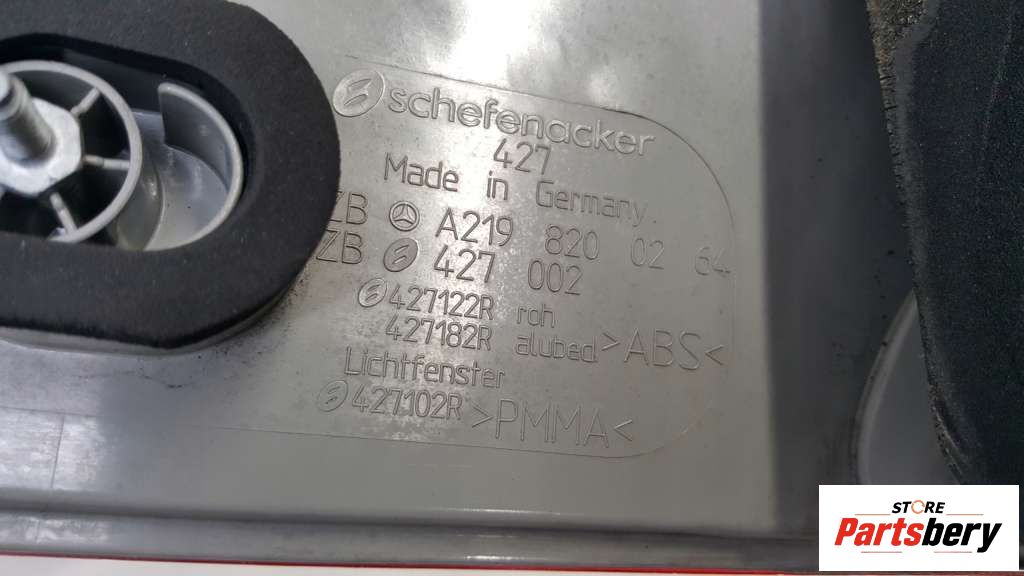 schefenacker
427
Made in Germany
ZB A219 820 02 64
ZB 427 002
427122R roh
427182R alubed. >ABS<
Lichtfenster
427102R >PMMA<
STORE
Partsbery